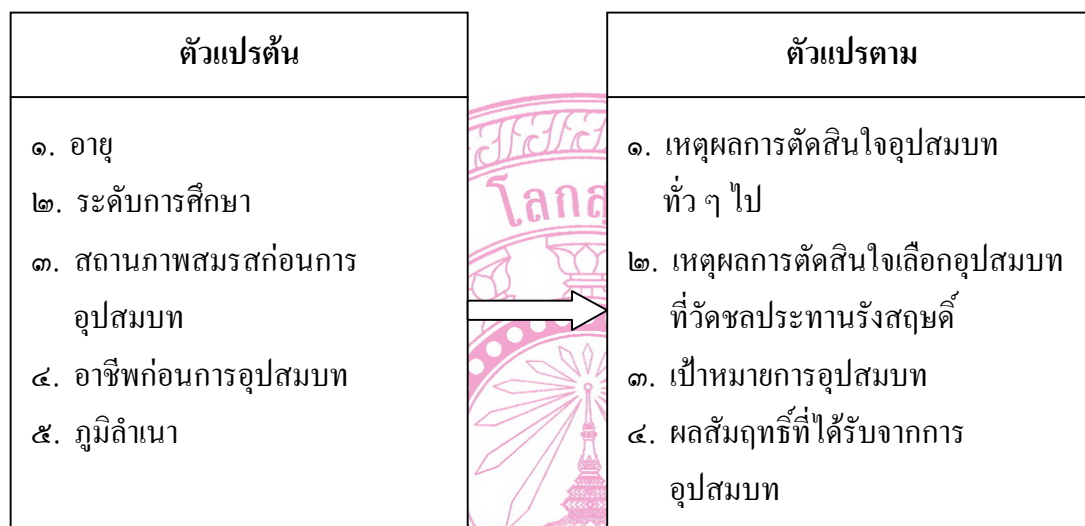 ตัวแปรต้น
๑. อายุ
๒. ระดับการศึกษา
๓. สถานภาพสมรสก่อนการ
อุปสมบท
๔. อาชีพก่อนการอุปสมบท
๕. ภูมิลำเนา
โลกสุ
ตัวแปรตาม
๑. เหตุผลการตัดสินใจอุปสมบท
ทั่ว ๆ ไป
๒. เหตุผลการตัดสินใจเลือกอุปสมบท
ที่วัดชลประทานรังสฤษดิ์
๓. เป้าหมายการอุปสมบท
๔. ผลสัมฤทธิ์ที่ได้รับจากการ
อุปสมบท